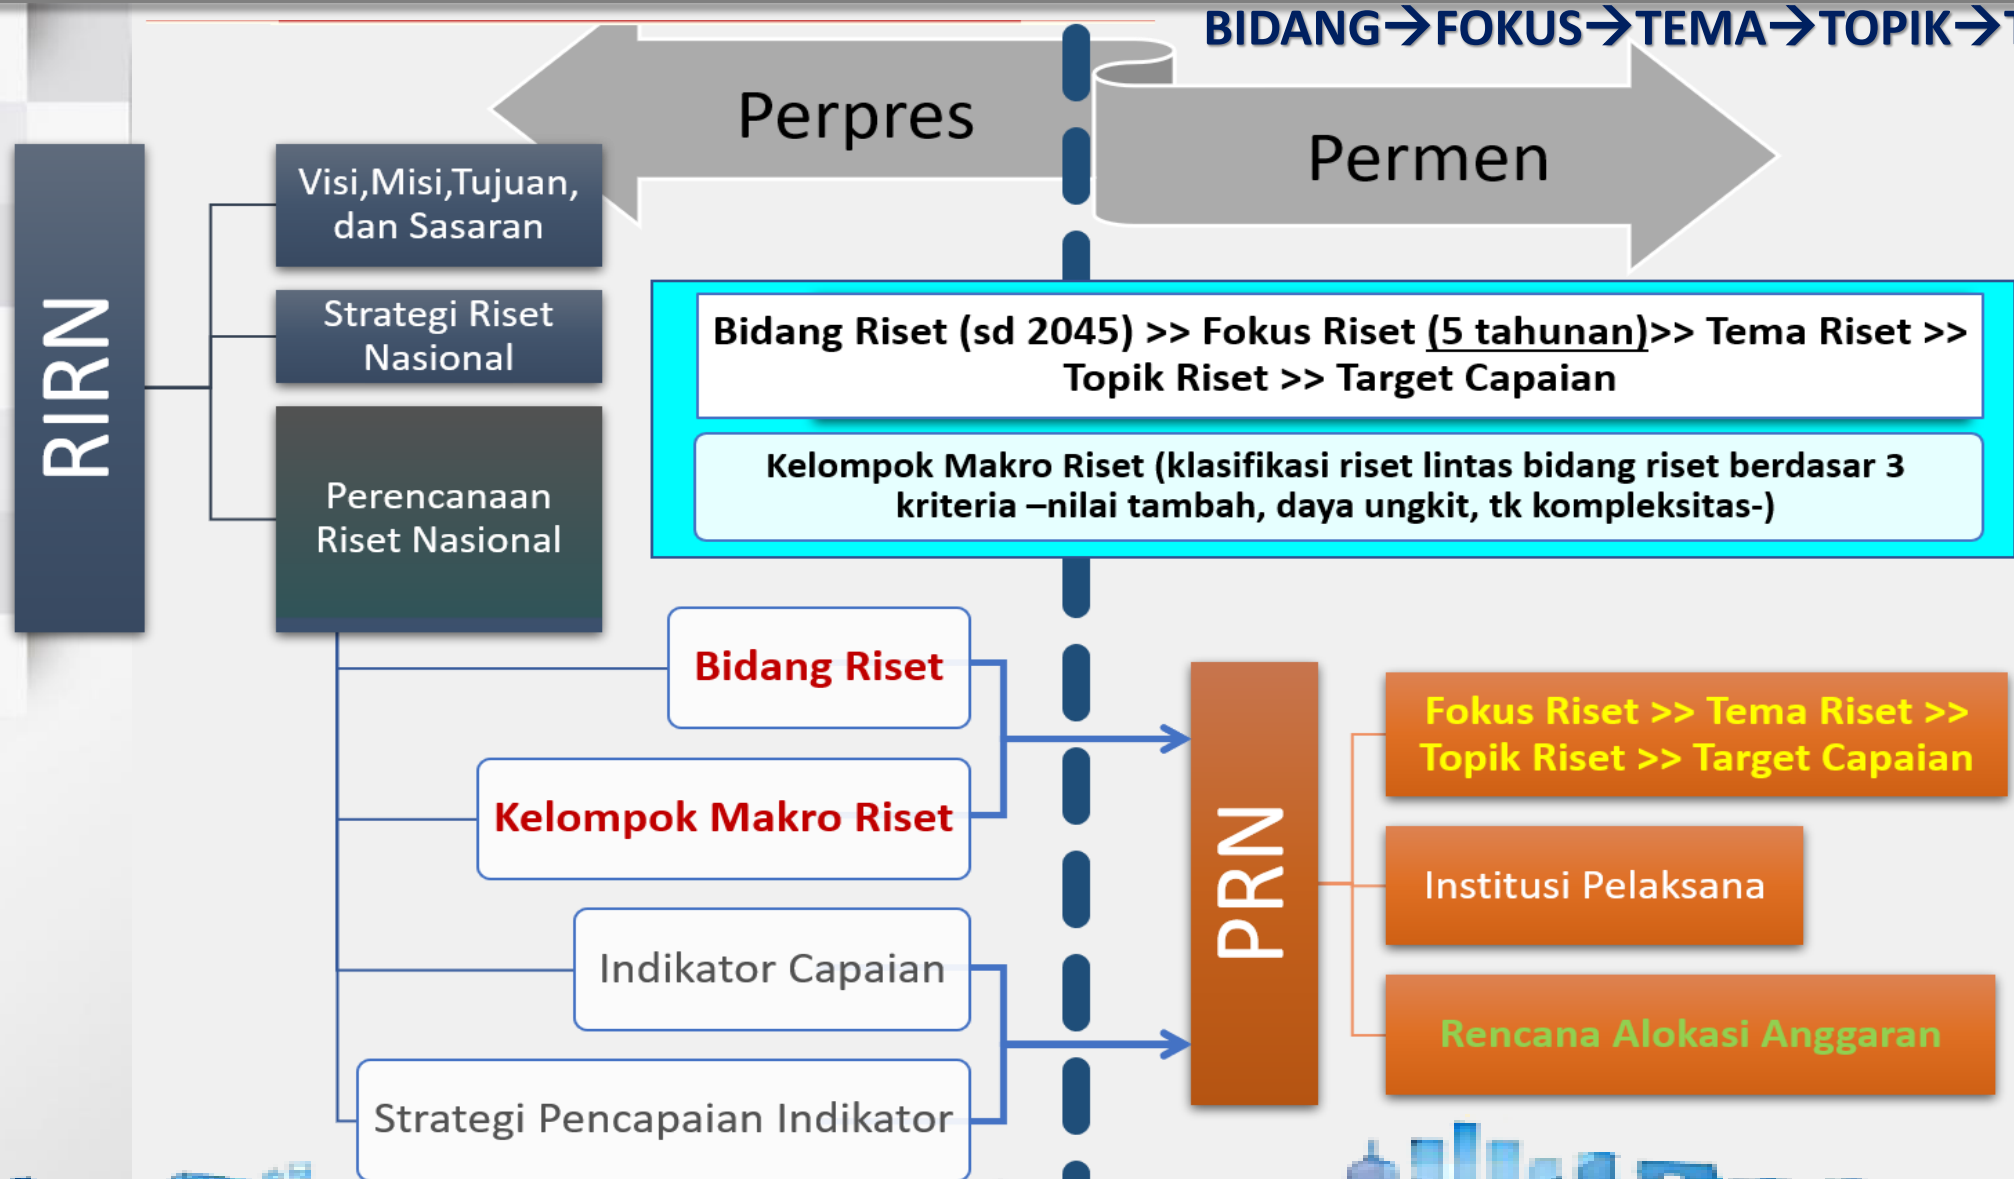 BIDANG→FOKUS→TEMA→TOPIK→T
Perpres
Permen
RIRN
Visi,Misi,Tujuan,
dan Sasaran
Strategi Riset
Nasional
Perencanaan
Riset Nasional
Bidang Riset (sd 2045) >> Fokus Riset (5 tahunan)>> Tema Riset >>
Topik Riset >> Target Capaian
Kelompok Makro Riset (klasifikasi riset lintas bidang riset berdasar 3
kriteria –nilai tambah, daya ungkit, tk kompleksitas-)
Bidang Riset
Kelompok Makro Riset
Indikator Capaian
Strategi Pencapaian Indikator
PRN
Fokus Riset >> Tema Riset >>
Topik Riset >> Target Capaian
Institusi Pelaksana
Rencana Alokasi Anggaran